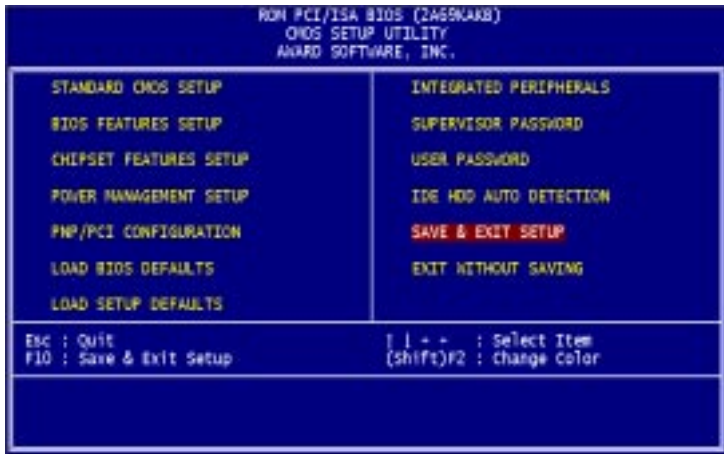 ROM PCI/ISA BIOS (2A69KAKB)
CMOS SETUP UTILITY
AWARD SOFTWARE, INC.
STANDARD CMOS SETUP
BIOS FEATURES SETUP
CHIPSET FEATURES SETUP
POWER MANAGEMENT SETUP
PNP/PCI CONFIGURATION
LOAD BIOS DEFAULTS
LOAD SETUP DEFAULTS
INTEGRATED PERIPHERALS
SUPERVISOR PASSWORD
USER PASSWORD
IDE HDD AUTO DETECTION
SAVE & EXIT SETUP
EXIT WITHOUT SAVING
Esc : Quit
F10 : Save & Exit Setup
: Select Item
(Shift)F2 : Change Color